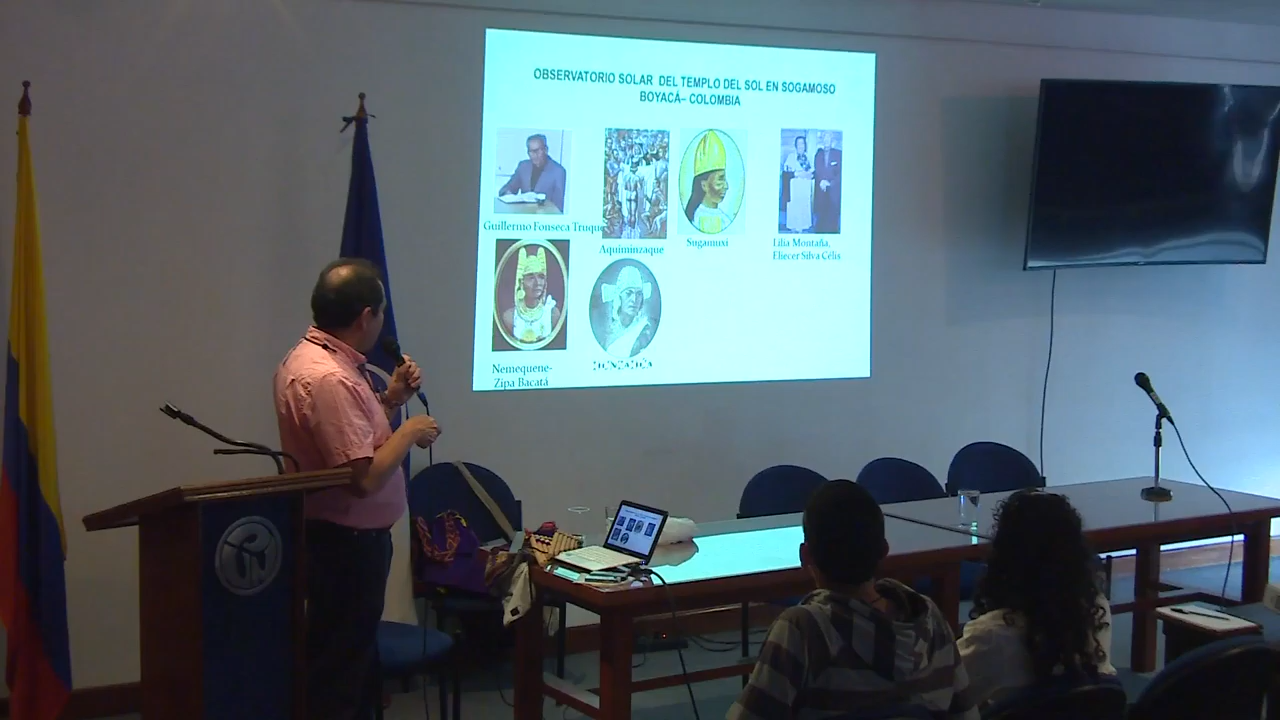 OBSERVATORIO SOLAR DEL TEMPLO DEL SOL EN SOGAMOSO
BOYACÁ– COLOMBIA
Guillermo Fonseca Truque
Aquiminzaque
Sugamuxi
Lilia Montaña,
Eliecer Silva Célis
Nemequene-
Zipa Bacatá